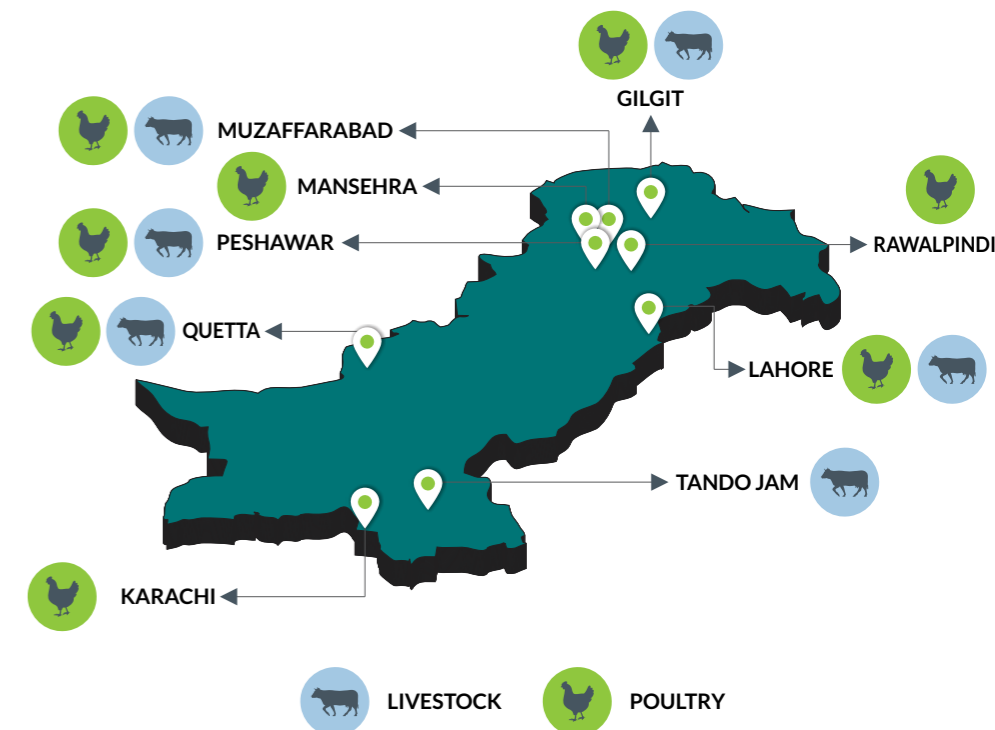 GILGIT
MUZAFFARABAD
MANSEHRA
PESHAWAR
RAWALPINDI
QUETTA
LAHORE
TANDO JAM
KARACHI
LIVESTOCK
POULTRY